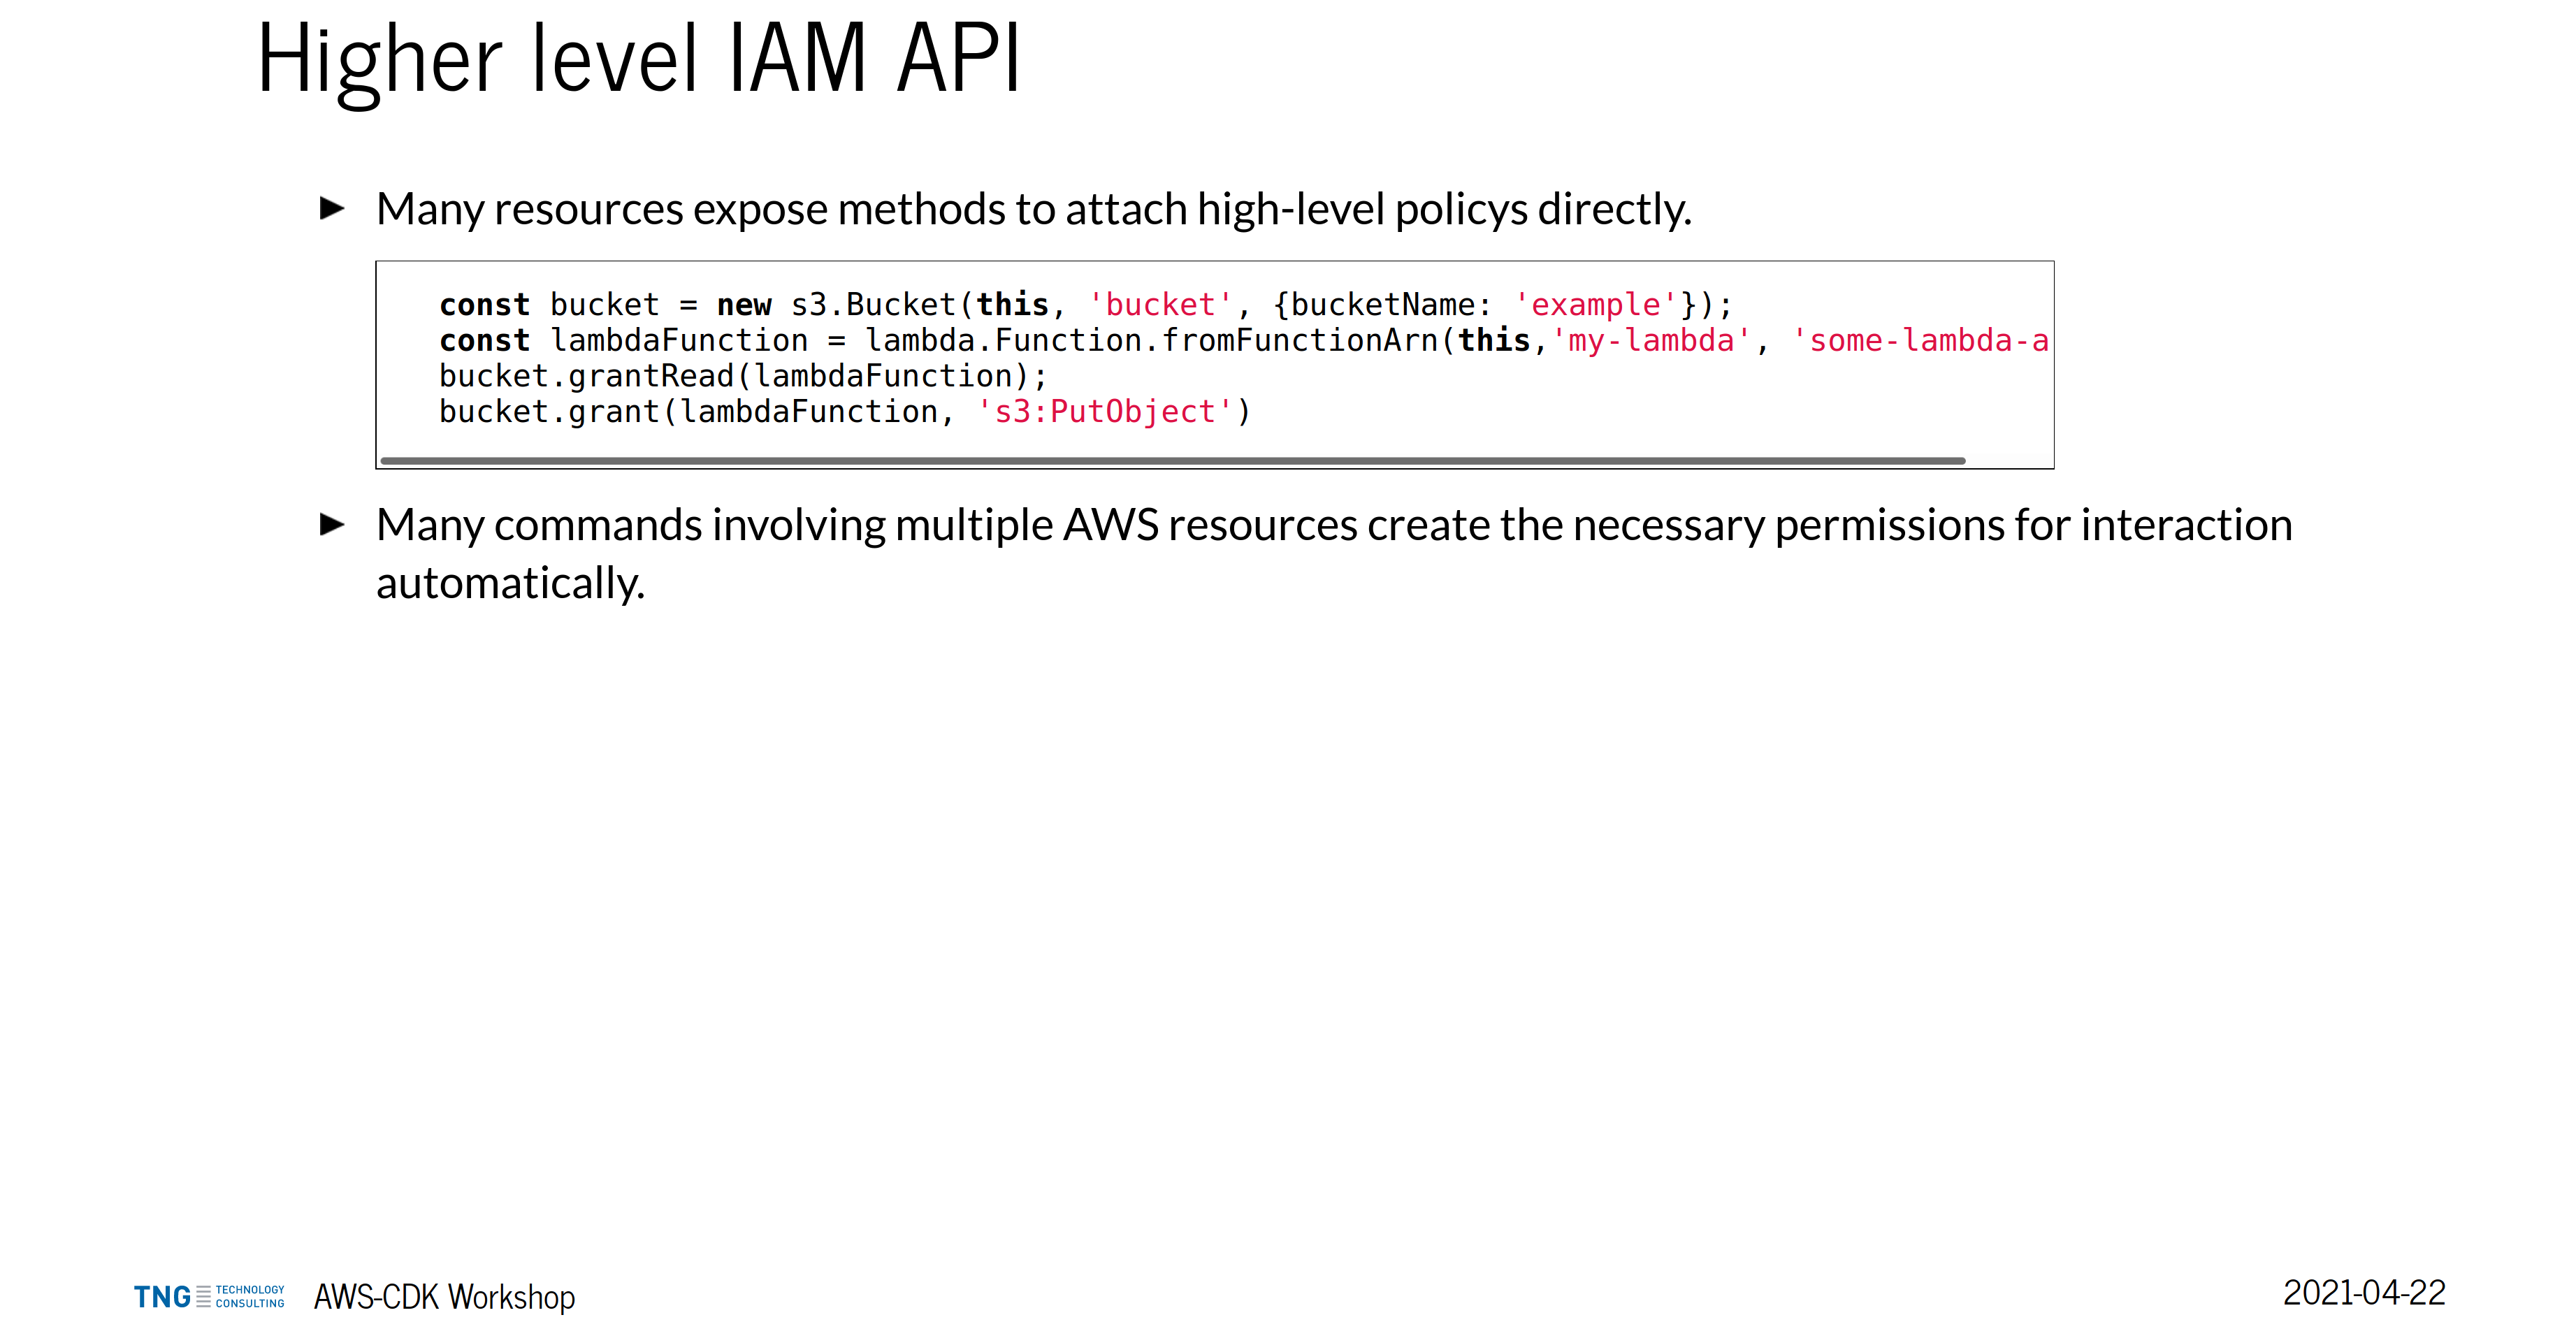 Higher level IAM API
Many resources expose methods to attach high-level policys directly.
const bucket = new s3.Bucket(this, 'bucket', {bucketName: 'example'});
const lambdaFunction = lambda.Function.fromFunctionArn(this,'my-lambda', 'some-lambda-a
bucket.grantRead(lambdaFunction);
bucket.grant(lambdaFunction, 's3:PutObject')
Many commands involving multiple AWS resources create the necessary permissions for interaction
automatically.
TNG TECHNOLOGY CONSULTING AWS-CDK Workshop
2021-04-22